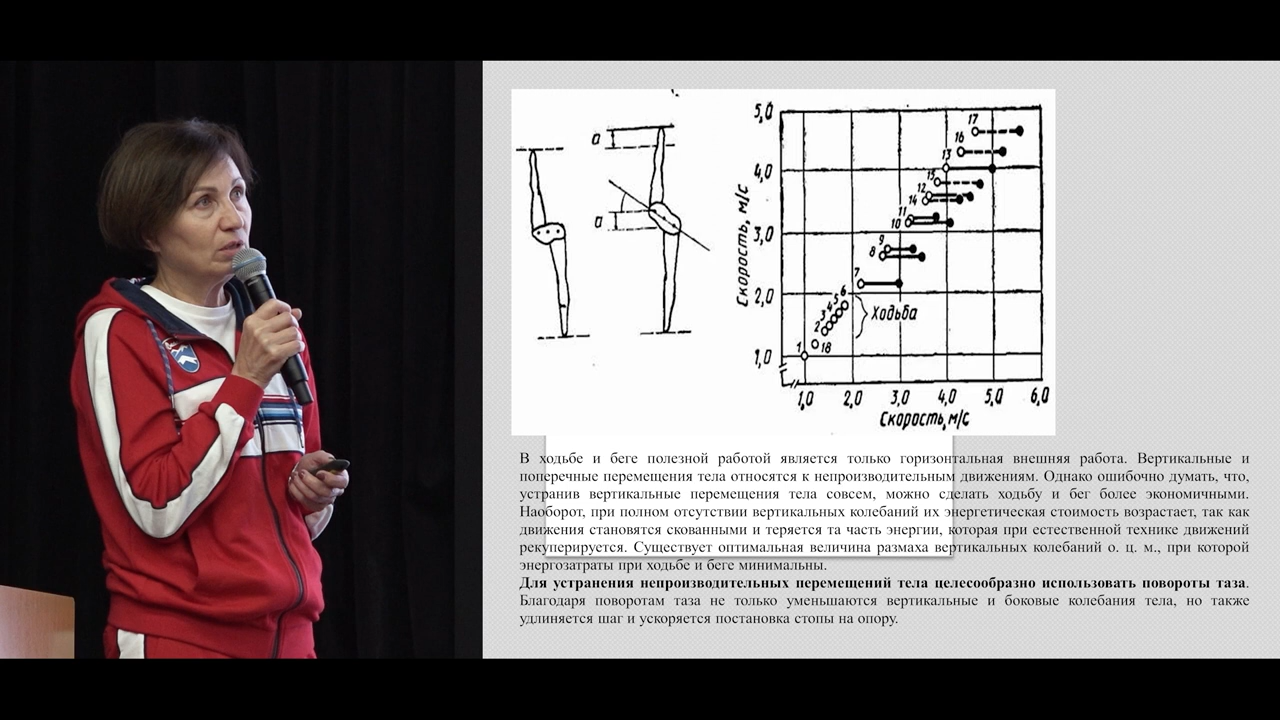 a
a
Скорость, м/с
5,0
4,0
3,0
2,0
1,0
17
16
13
15
12
14
11
10
9
8
7
6
5
4
3
2
1
18
Ходьба
1,0 2,0 3,0 4,0 5,0 6,0
Скорость, м/с
В ходьбе и беге полезной работой является только горизонтальная внешняя работа. Вертикальные и
поперечные перемещения тела относятся к непроизводительным движениям. Однако ошибочно думать, что,
устранив вертикальные перемещения тела совсем, можно сделать ходьбу и бег более экономичными.
Наоборот, при полном отсутствии вертикальных колебаний их энергетическая стоимость возрастает, так как
движения становятся скованными и теряется та часть энергии, которая при естественной технике движений
рекуперируется. Существует оптимальная величина размаха вертикальных колебаний о. ц. м., при которой
энергозатраты при ходьбе и беге минимальны.
Для устранения непроизводительных перемещений тела целесообразно использовать повороты таза.
Благодаря поворотам таза не только уменьшаются вертикальные и боковые колебания тела, но также
удлиняется шаг и ускоряется постановка стопы на опору.